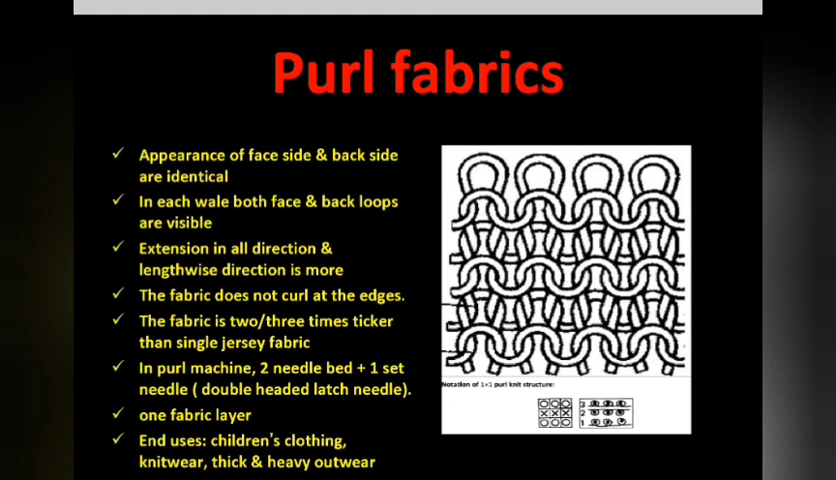 Purl fabrics
✓ Appearance of face side & back side
are identical
✓ In each wale both face & back loops
are visible
✓ Extension in all direction &
lengthwise direction is more
✓ The fabric does not curl at the edges.
✓ The fabric is two/three times ticker
than single jersey fabric
✓ In purl machine, 2 needle bed + 1 set
needle ( double headed latch needle).
✓ one fabric layer
✓ End uses: children's clothing,
knitwear, thick & heavy outwear
Notation of 1×1 purl knit structure:
OOO
XXX
OOO
3
2
1